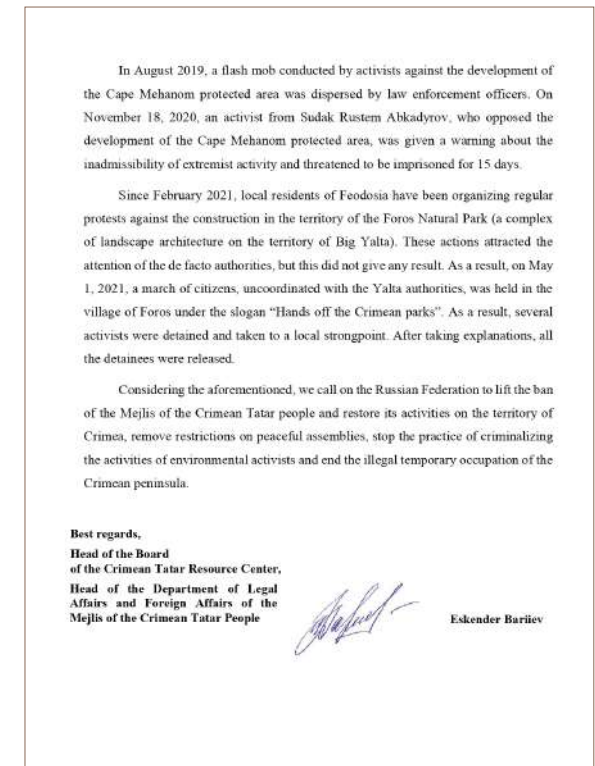 In August 2019, a flash mob conducted by activists against the development of
the Cape Mehanom protected area was dispersed by law enforcement officers. On
November 18, 2020, an activist from Sudak Rustem Abkadyrov, who opposed the
development of the Cape Mehanom protected area, was given a warning about the
inadmissibility of extremist activity and threatened to be imprisoned for 15 days.
Since February 2021, local residents of Feodosia have been organizing regular
protests against the construction in the territory of the Foros Natural Park (a complex
of landscape architecture on the territory of Big Yalta). These actions attracted the
attention of the de facto authorities, but this did not give any result. As a result, on May
1, 2021, a march of citizens, uncoordinated with the Yalta authorities, was held in the
village of Foros under the slogan “Hands off the Crimean parks”. As a result, several
activists were detained and taken to a local strongpoint. After taking explanations, all
the detainees were released.
Considering the aforementioned, we call on the Russian Federation to lift the ban
of the Mejlis of the Crimean Tatar people and restore its activities on the territory of
Crimea, remove restrictions on peaceful assemblies, stop the practice of criminalizing
the activities of environmental activists and end the illegal temporary occupation of the
Crimean peninsula.
Best regards,
Head of the Board
of the Crimean Tatar Resource Center,
Head of the Department of Legal
Affairs and Foreign Affairs of the
Mejlis of the Crimean Tatar People
Eskender Bariiev